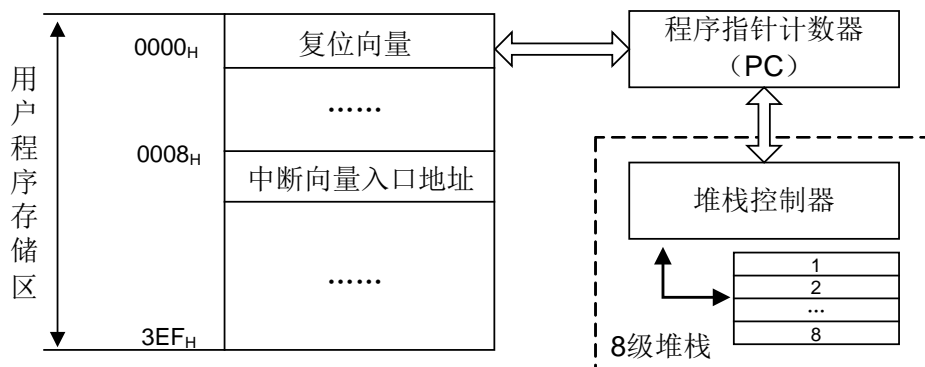 用户程序存储区
0000H
复位向量
……
0008H
中断向量入口地址
……
3EFH
程序指针计数器
（PC）
堆栈控制器
1
2
...
8
8级堆栈